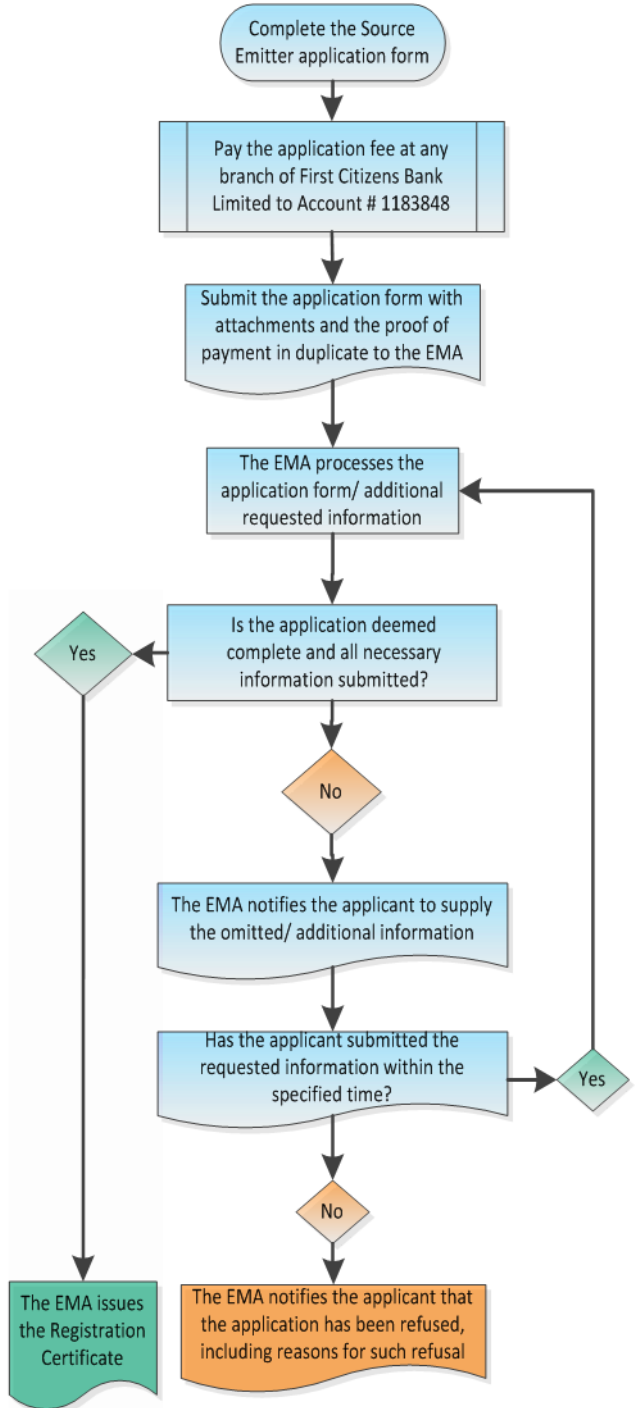 Complete the Source
Emitter application form
Pay the application fee at any
branch of First Citizens Bank
Limited to Account # 1183848
Submit the application form with
attachments and the proof of
payment in duplicate to the EMA
The EMA processes the
application form/ additional
requested information
Is the application deemed
complete and all necessary
information submitted?
Yes
No
The EMA notifies the applicant to supply
the omitted/ additional information
Has the applicant submitted the
requested information within the
specified time?
Yes
No
The EMA issues
the Registration
Certificate
The EMA notifies the applicant that
the application has been refused,
including reasons for such refusal